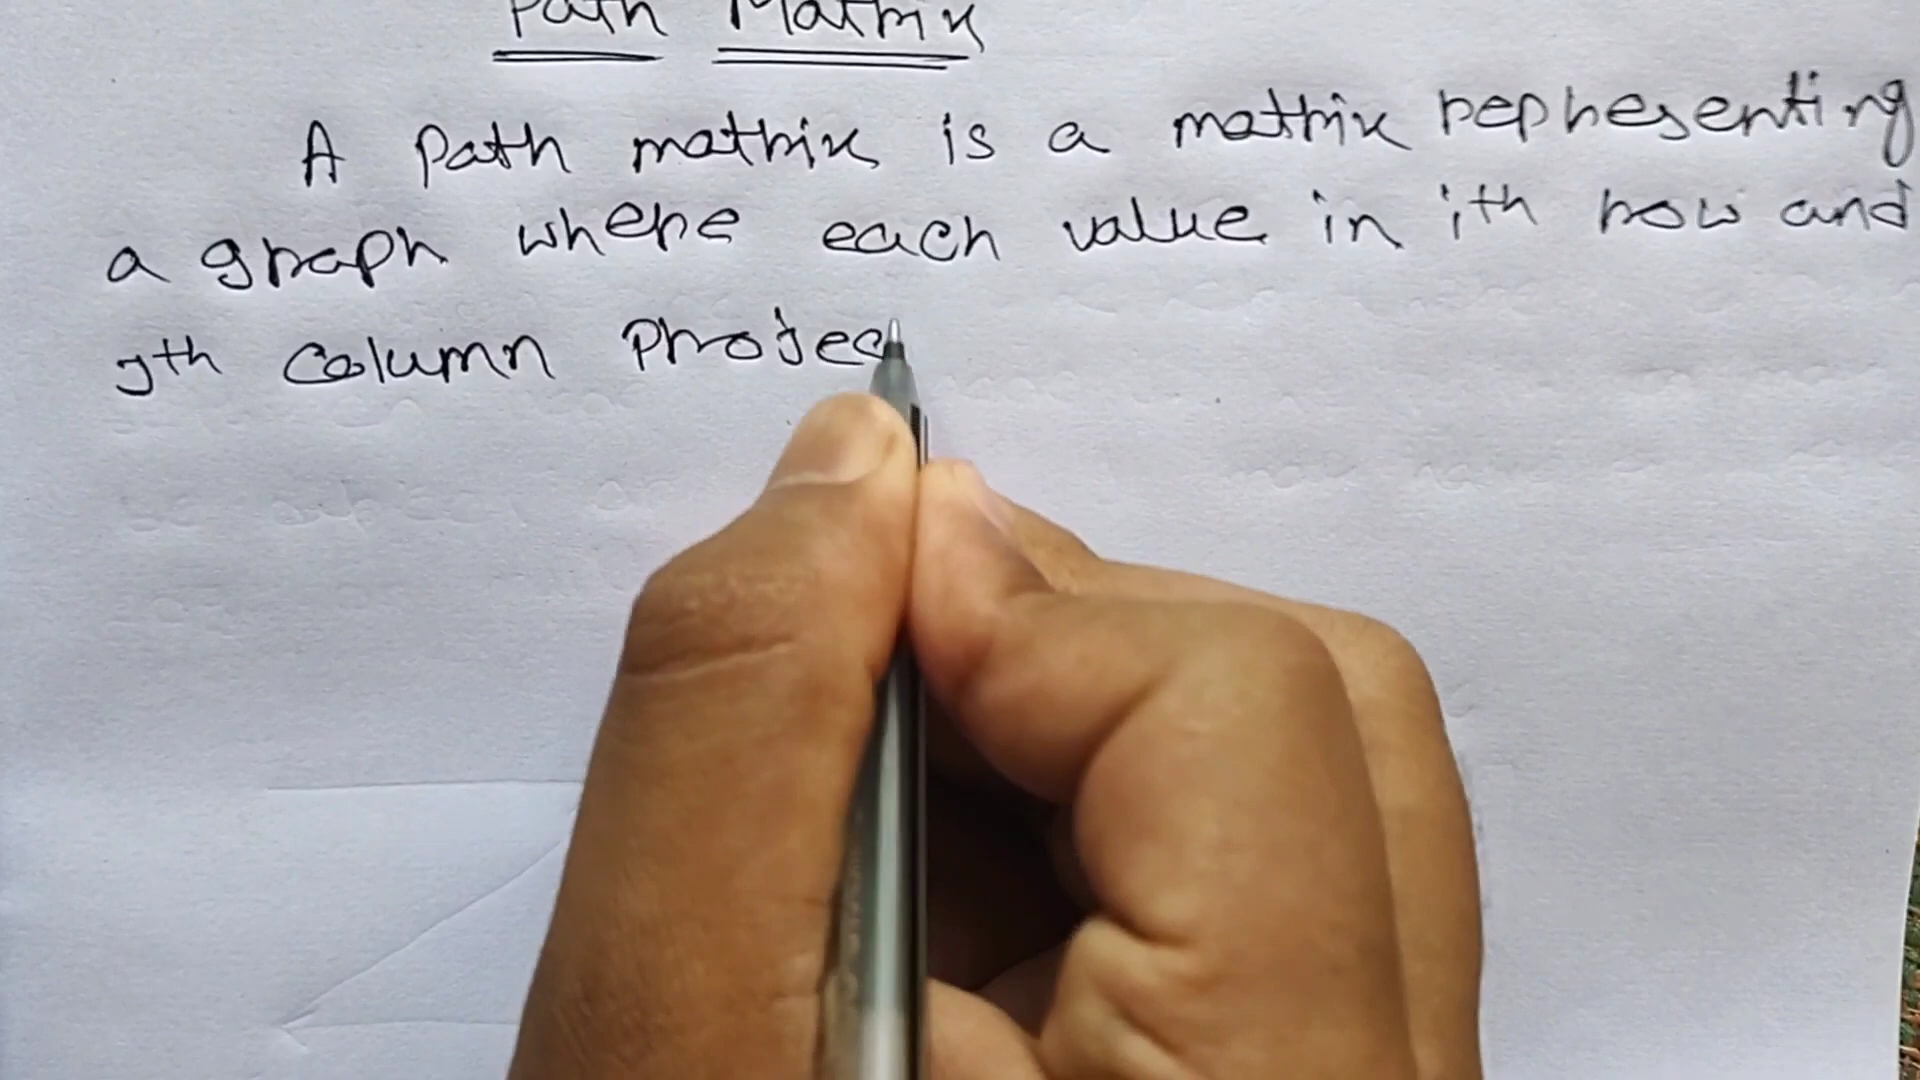 Path Matrix
A Path matrix is a matrix representing
a graph where each value in ith row and
jth Column Projec